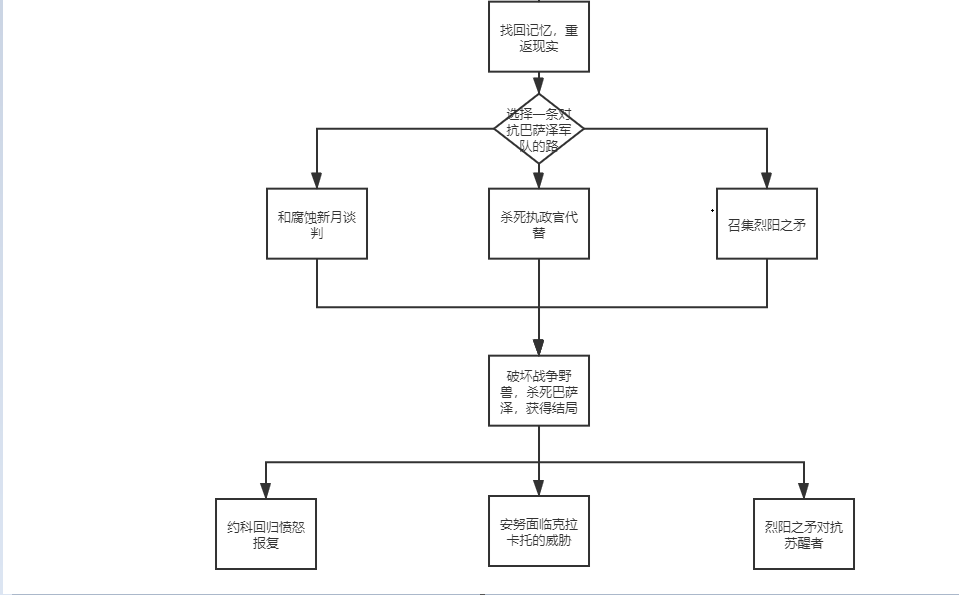 找回记忆，重
返现实
选择一条对
抗巴萨泽军
队的路
和腐蚀新月谈
判
杀死执政官代
替
召集烈阳之矛
破坏战争野
兽，杀死巴萨
泽，获得结局
约科回归愤怒
报复
安努面临克拉
卡托的威胁
烈阳之矛对抗
苏醒者